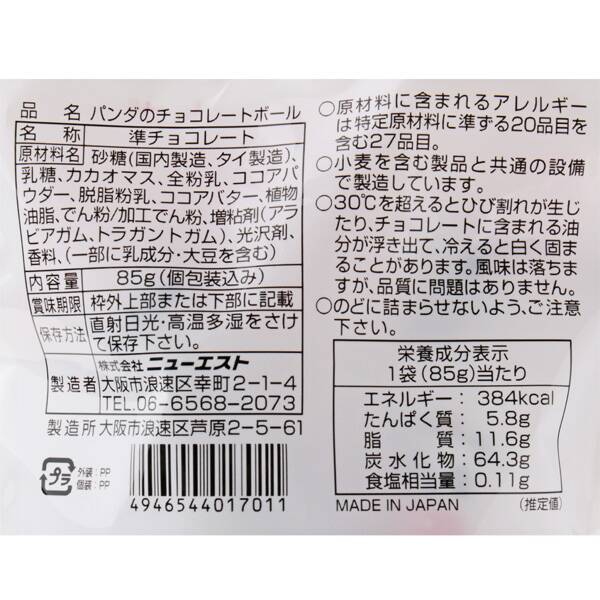 品 名 パンダのチョコレートボール
名 称 準チョコレート
原材料名 砂糖(国内製造、タイ製造)、
乳糖、カカオマス、全粉乳、ココアパ
ウダー、脱脂粉乳、ココアバター、植物
油脂、でん粉/加工でん粉、増粘剤(アラ
ビアガム、トラガントガム)、光沢剤、
香料、(一部に乳成分・大豆を含む)
内容量 85g(個包装込み)
賞味期限 枠外上部または下部に記載
保存方法 直射日光・高温多湿をさけ
て保存下さい。
製造者 株式会社 ニューエスト
大阪市浪速区幸町2-1-4
TEL.06-6568-2073
製造所 大阪市浪速区芦原2-5-61
プラ 外装:PP
個装:PP
4946544017011
○原材料に含まれるアレルギー
は特定原材料に準ずる20品目を
含む27品目。
○小麦を含む製品と共通の設備
で製造しています。
○30℃を超えるとひび割れが生じ
たり、チョコレートに含まれる油
分が浮き出て、冷えると白く固ま
ることがあります。風味は落ちま
すが、品質に問題はありません。
○のどに詰まらせないよう、ご注意
下さい。
栄養成分表示
1袋(85g)当たり
エネルギー: 384kcal
たんぱく質: 5.8g
脂 質: 11.6g
炭水化物: 64.3g
食塩相当量: 0.11g
MADE IN JAPAN (推定値)